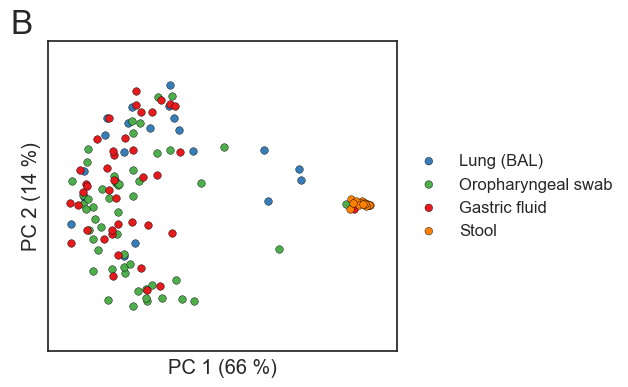 B
PC 2 (14 %)
PC 1 (66 %)
Lung (BAL)
Oropharyngeal swab
Gastric fluid
Stool